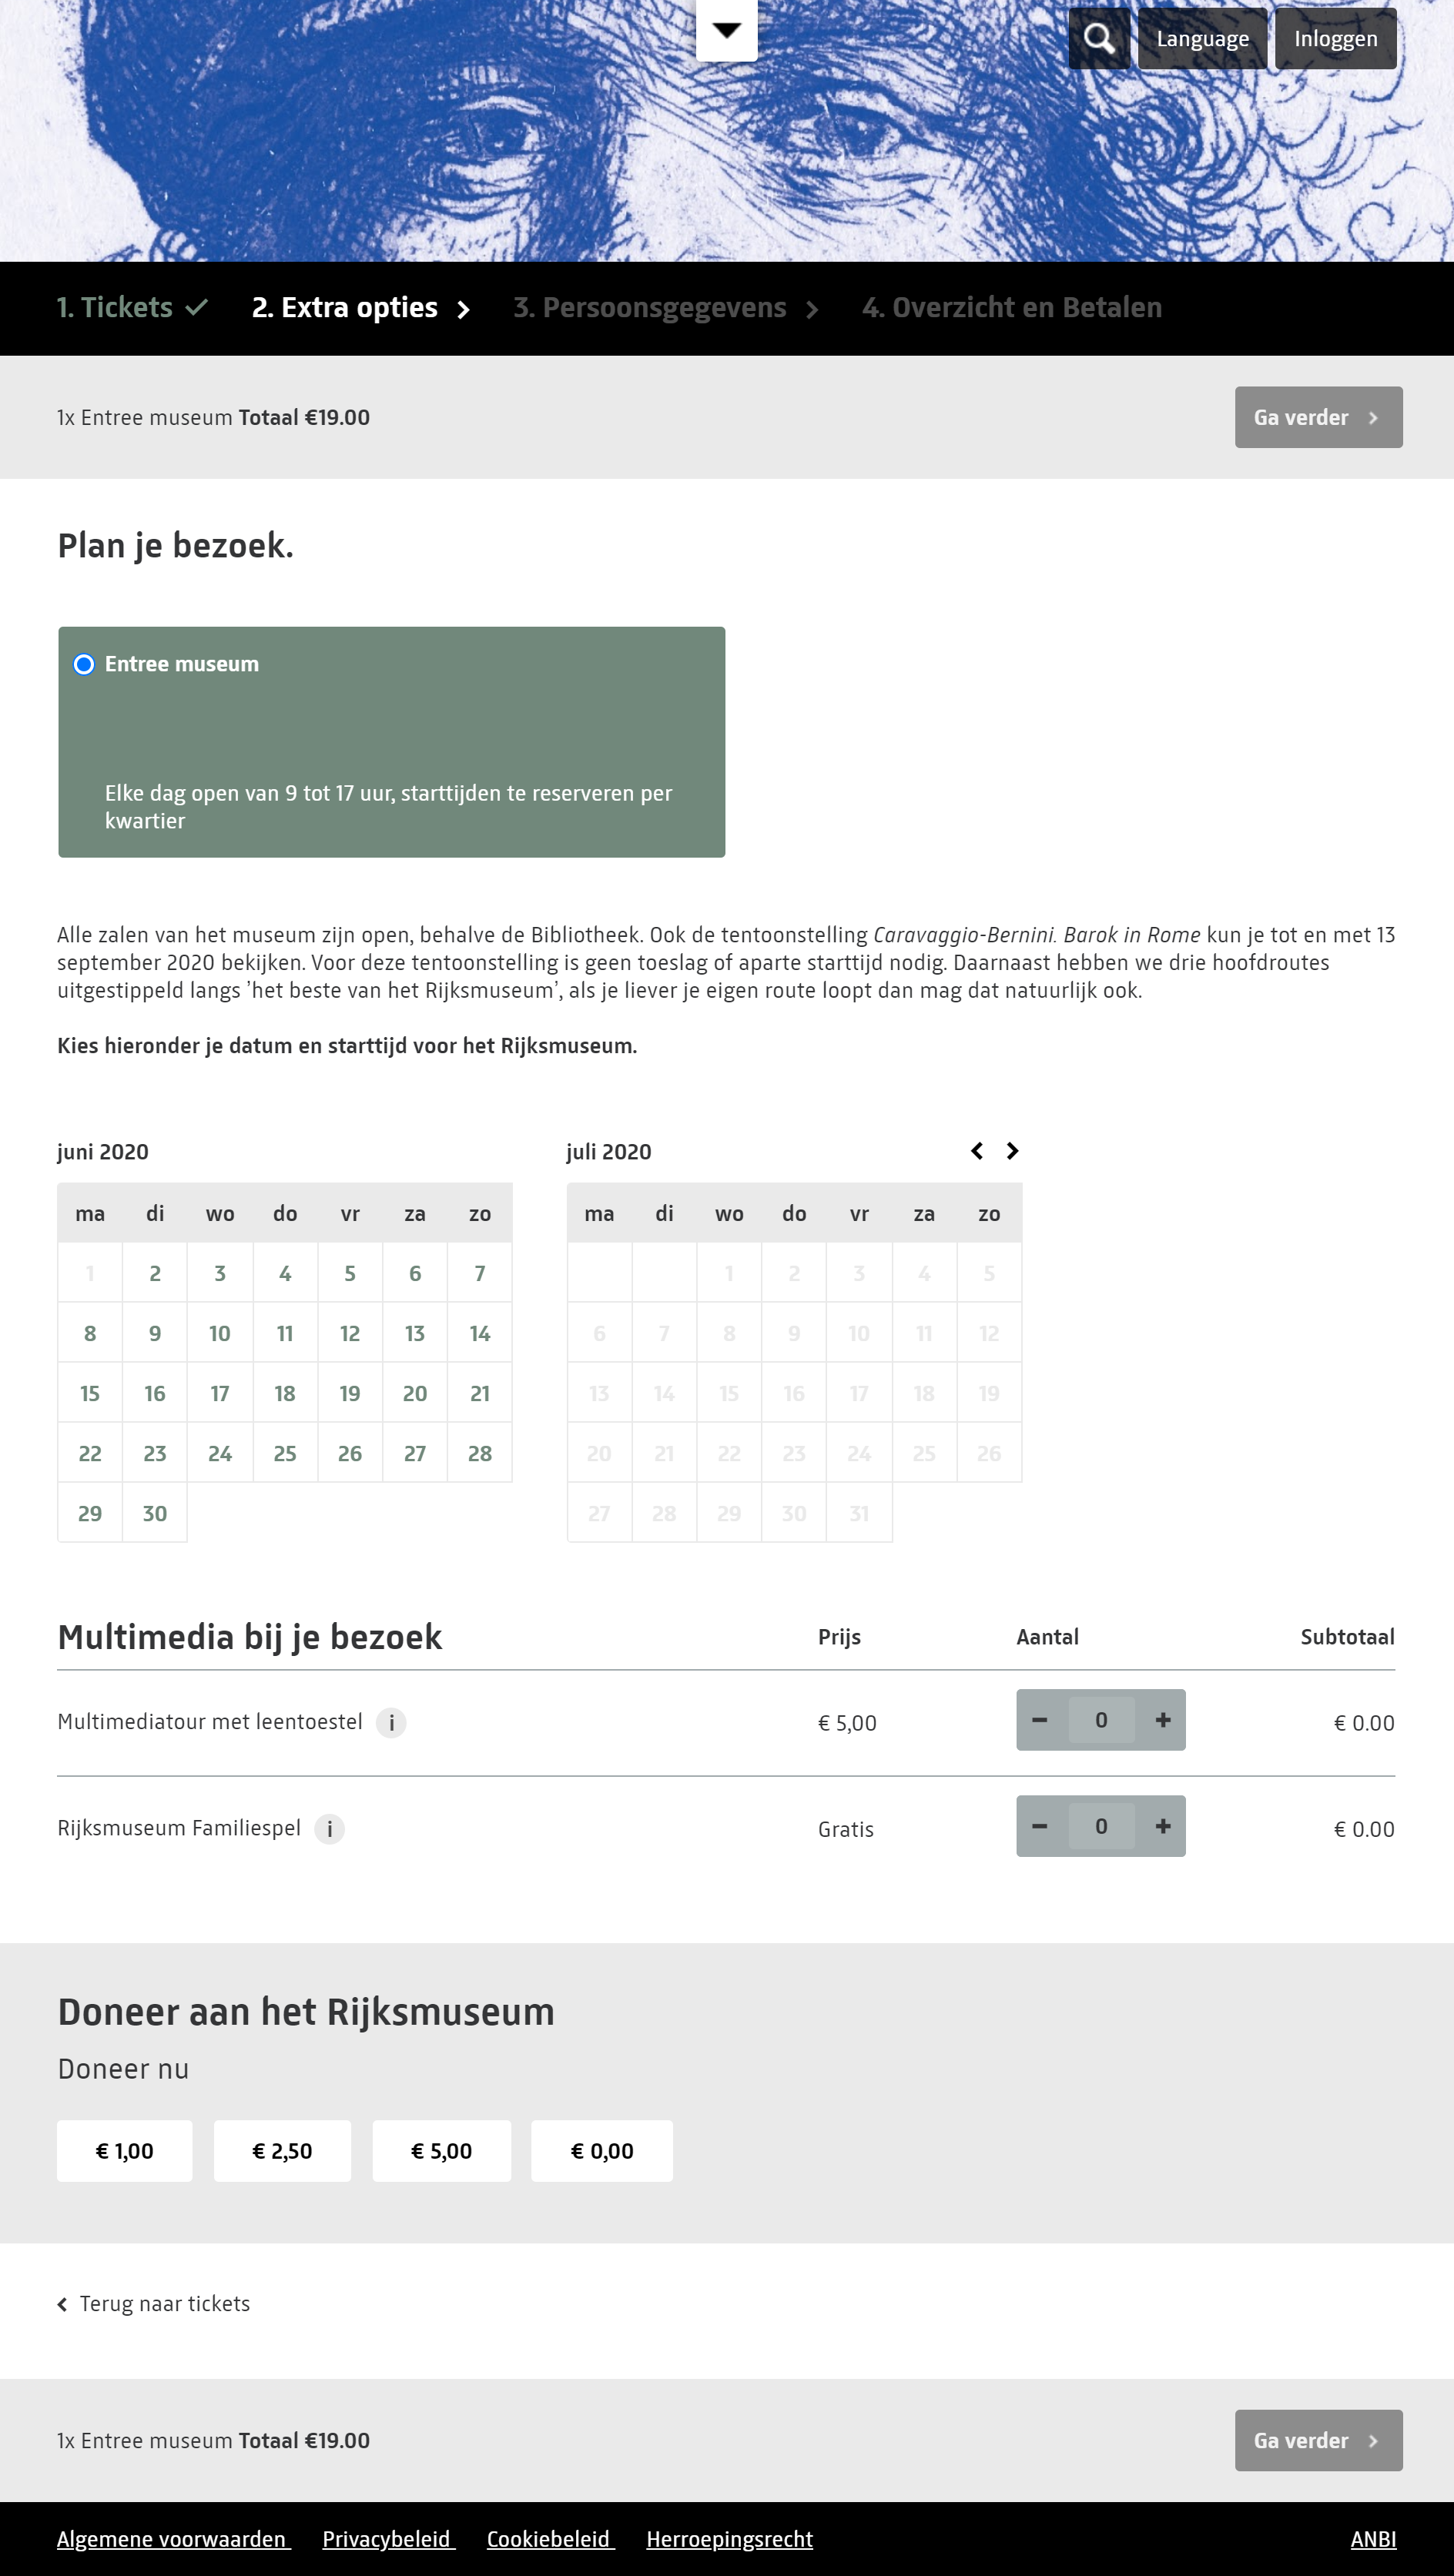 Language
Inloggen
1. Tickets
2. Extra opties
3. Persoonsgegevens
4. Overzicht en Betalen
1x Entree museum Totaal €19.00
Ga verder
Plan je bezoek.
Entree museum
Elke dag open van 9 tot 17 uur, starttijden te reserveren per
kwartier
Alle zalen van het museum zijn open, behalve de Bibliotheek. Ook de tentoonstelling Caravaggio-Bernini. Barok in Rome kun je tot en met 13
september 2020 bekijken. Voor deze tentoonstelling is geen toeslag of aparte starttijd nodig. Daarnaast hebben we drie hoofdroutes
uitgestippeld langs ’het beste van het Rijksmuseum’, als je liever je eigen route loopt dan mag dat natuurlijk ook.
Kies hieronder je datum en starttijd voor het Rijksmuseum.
juni 2020
ma di wo do vr za zo
1 2 3 4 5 6 7
8 9 10 11 12 13 14
15 16 17 18 19 20 21
22 23 24 25 26 27 28
29 30
juli 2020
ma di wo do vr za zo
1 2 3 4 5
6 7 8 9 10 11 12
13 14 15 16 17 18 19
20 21 22 23 24 25 26
27 28 29 30 31
Multimedia bij je bezoek Prijs Aantal Subtotaal
Multimediatour met leentoestel i € 5,00 − 0 + € 0.00
Rijksmuseum Familiespel i Gratis − 0 + € 0.00
Doneer aan het Rijksmuseum
Doneer nu
€ 1,00 € 2,50 € 5,00 € 0,00
Terug naar tickets
1x Entree museum Totaal €19.00
Ga verder
Algemene voorwaarden Privacybeleid Cookiebeleid Herroepingsrecht ANBI